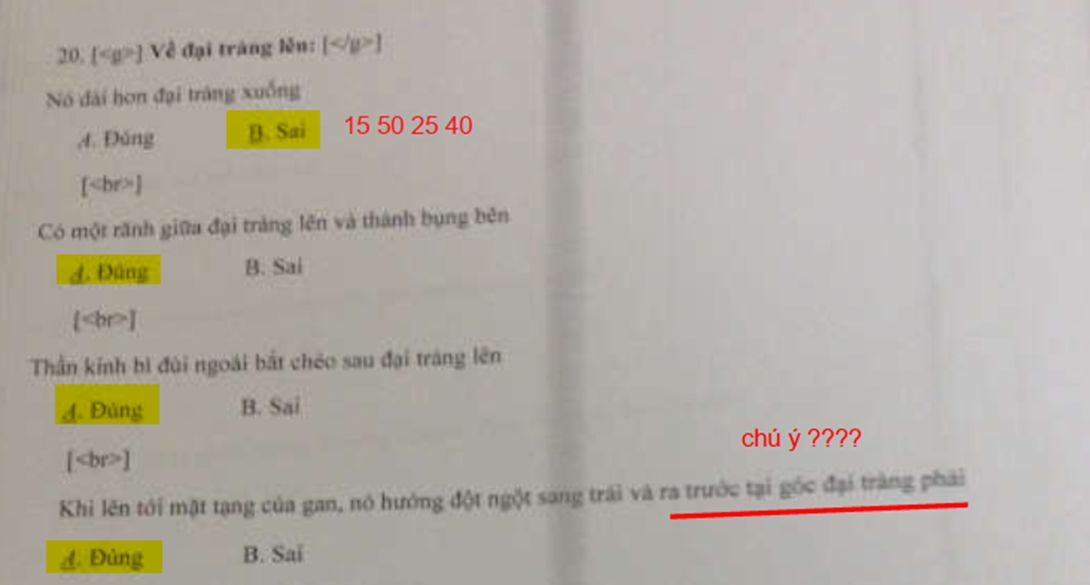 20. [<g>] Về đại tràng lên: [</g>]
Nó dài hơn đại tràng xuống
A. Đúng B. Sai 15 50 25 40
[<br>]
Có một rãnh giữa đại tràng lên và thành bụng bên
A. Đúng B. Sai
[<br>]
Thần kinh bì đùi ngoài bắt chéo sau đại tràng lên
A. Đúng B. Sai
[<br>]
chú ý ????
Khi lên tới mặt tạng của gan, nó hướng đột ngột sang trái và ra trước tại góc đại tràng phải
A. Đúng B. Sai